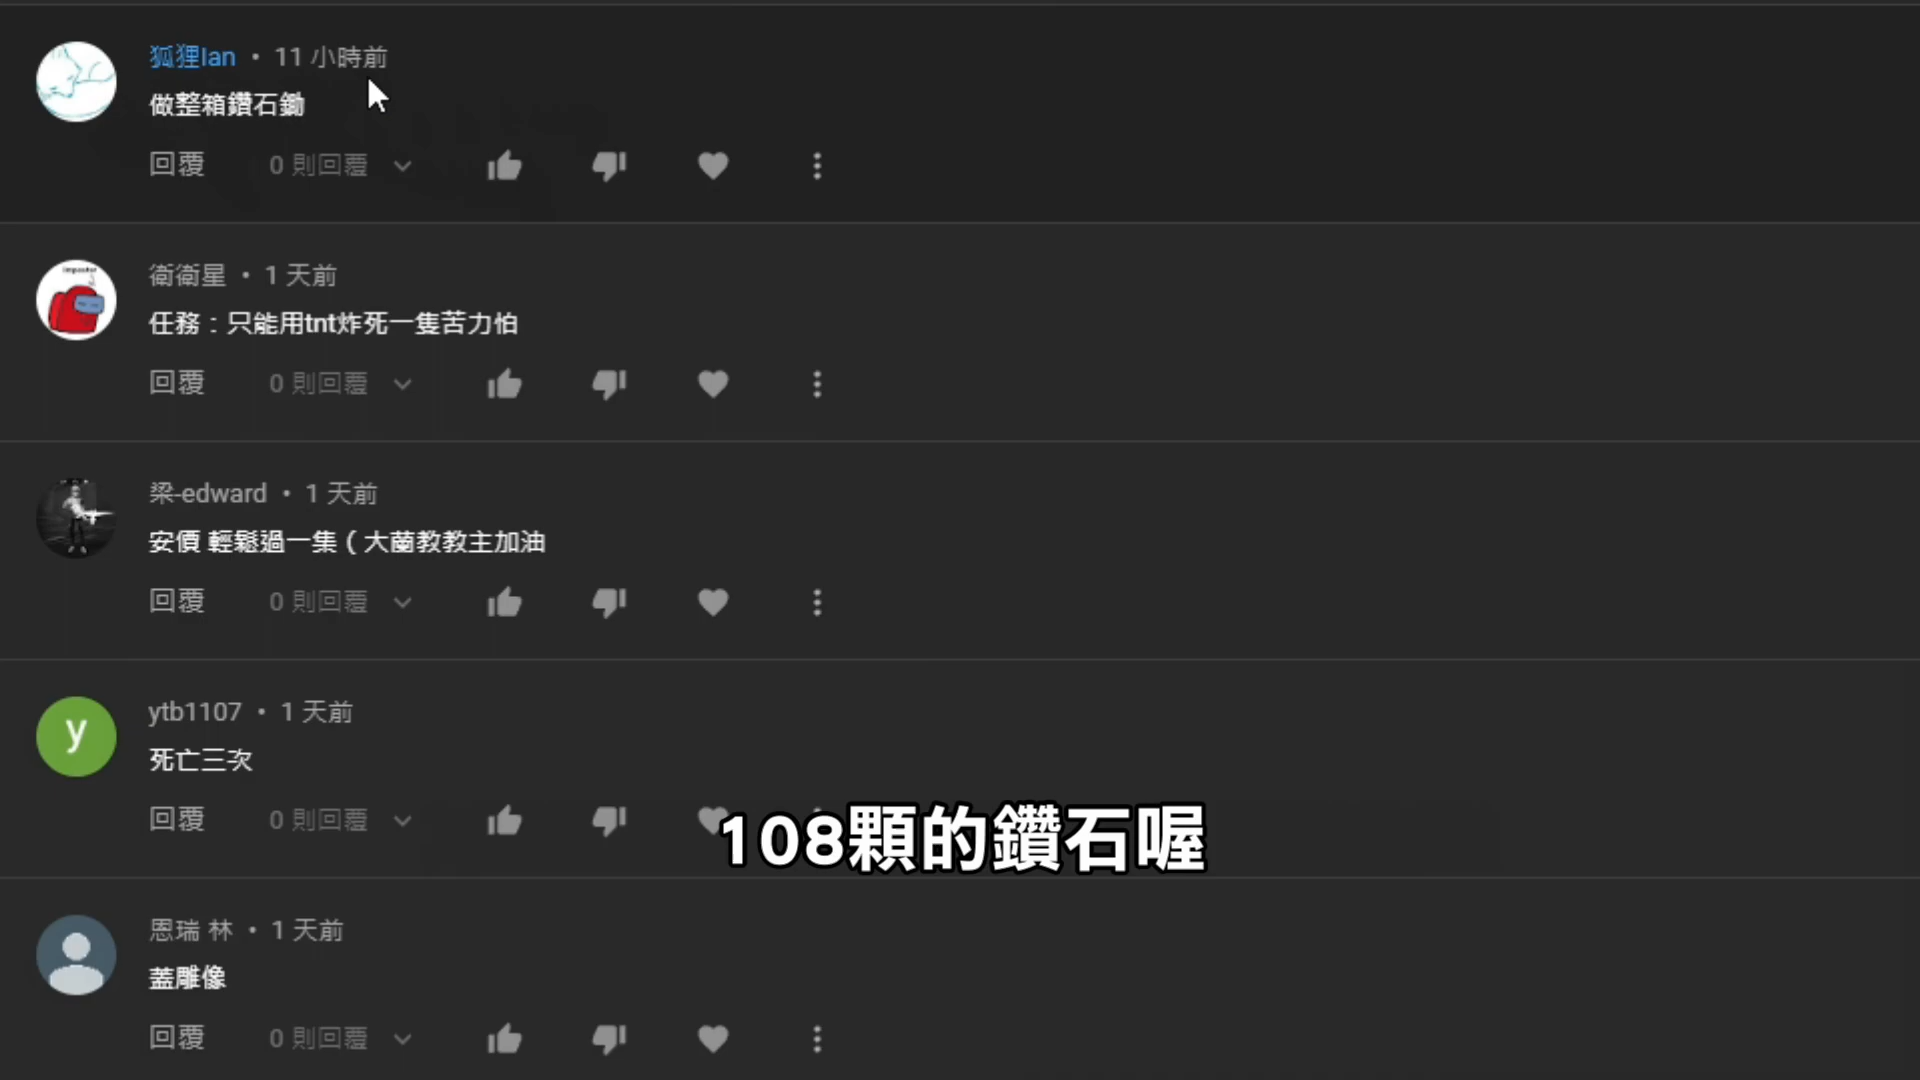 狐狸Ian • 11 小時前
做整箱鑽石鋤
回覆 0 則回覆
imposter
衛衛星 • 1 天前
任務：只能用tnt炸死一隻苦力怕
回覆 0 則回覆
梁-edward • 1 天前
安價 輕鬆過一集 ( 大薾教教主加油
回覆 0 則回覆
y
ytb1107 • 1 天前
死亡三次
回覆 0 則回覆
108顆的鑽石喔
恩瑞 林 • 1 天前
蓋雕像
回覆 0 則回覆